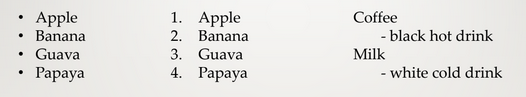 • Apple
• Banana
• Guava
• Papaya
1. Apple
2. Banana
3. Guava
4. Papaya
Coffee
- black hot drink
Milk
- white cold drink